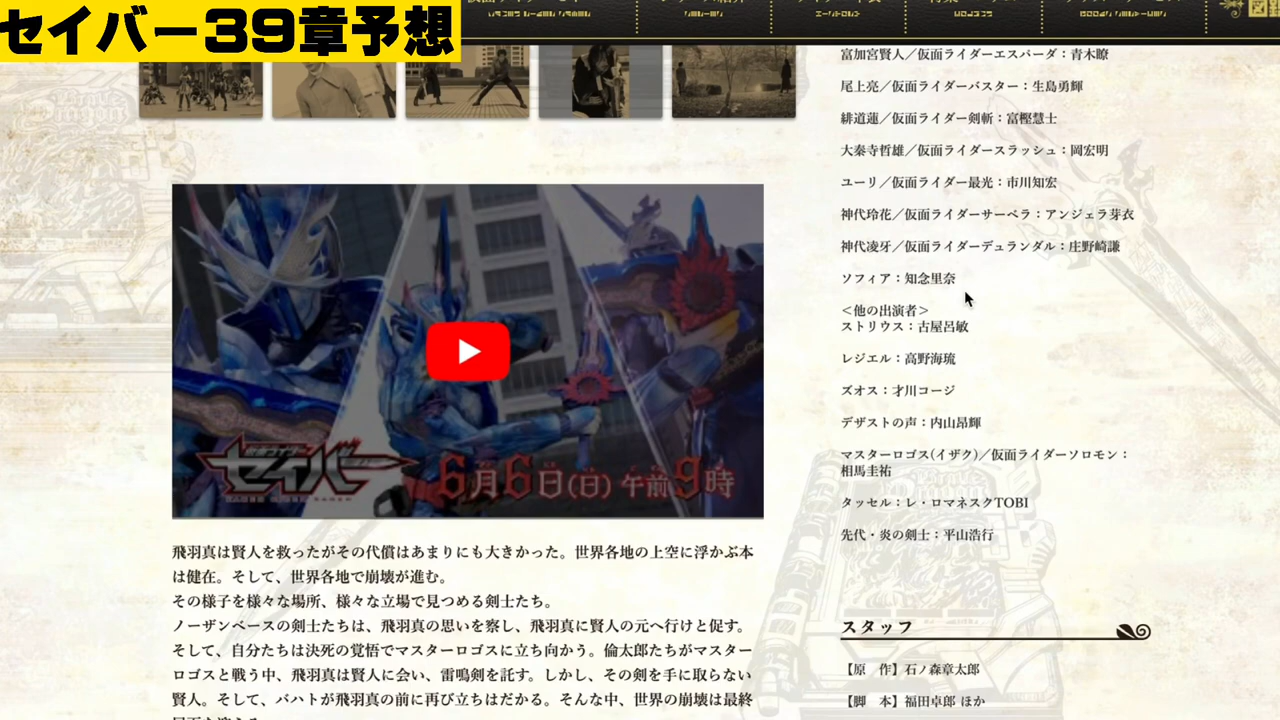 セイバー39章予想
富加宮賢人／仮面ライダーエスパーダ：青木瞭
尾上亮／仮面ライダーバスター：生島勇輝
緋道蓮／仮面ライダー剣斬：富樫慧士
大秦寺哲雄／仮面ライダースラッシュ：岡宏明
ユーリ／仮面ライダー最光：市川知宏
神代玲花／仮面ライダーサーベラ：アンジェラ芽衣
神代凌牙／仮面ライダーデュランダル：庄野崎謙
ソフィア：知念里奈
＜他の出演者＞
ストリウス：古屋呂敏
レジエル：高野海琉
ズオス：才川コージ
デザストの声：内山昂輝
マスターロゴス(イザク)／仮面ライダーソロモン：
相馬圭祐
タッセル：レ・ロマネスクTOBI
先代・炎の剣士：平山浩行
スタッフ
【原　作】石ノ森章太郎
【脚　本】福田卓郎 ほか
仮面ライダー
セイバー
6月6日(日) 午前9時
飛羽真は賢人を救ったがその代償はあまりにも大きかった。世界各地の上空に浮かぶ本
は健在。そして、世界各地で崩壊が進む。
その様子を様々な場所、様々な立場で見つめる剣士たち。
ノーザンベースの剣士たちは、飛羽真の思いを察し、飛羽真に賢人の元へ行けと促す。
そして、自分たちは決死の覚悟でマスターロゴスに立ち向かう。倫太郎たちがマスター
ロゴスと戦う中、飛羽真は賢人に会い、雷鳴剣を託す。しかし、その剣を手に取らない
賢人。そして、バハトが飛羽真の前に再び立ちはだかる。そんな中、世界の崩壊は最終